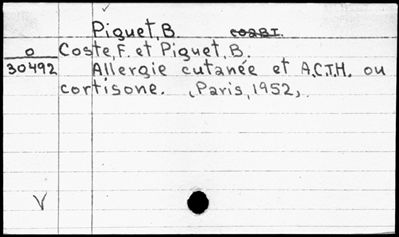 Piguet, B.
O Coste, F. et Piguet, B.
30492 Allergie cutanée et A.C.T.H. ou
cortisone. (Paris, 1952).
V